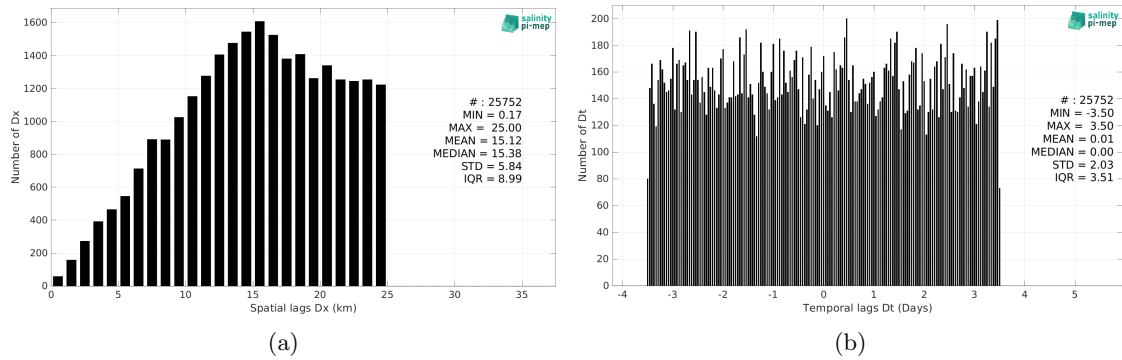 salinity
pi-mep
Number of Dx
1600
1400
1200
1000
800
600
400
200
0
# : 25752
MIN = 0.17
MAX = 25.00
MEAN = 15.12
MEDIAN = 15.38
STD = 5.84
IQR = 8.99
0 5 10 15 20 25 30 35
Spatial lags Dx (km)
(a)
salinity
pi-mep
Number of Dt
200
180
160
140
120
100
80
60
40
20
0
# : 25752
MIN = -3.50
MAX = 3.50
MEAN = 0.01
MEDIAN = 0.00
STD = 2.03
IQR = 3.51
-4 -3 -2 -1 0 1 2 3 4 5
Temporal lags Dt (Days)
(b)